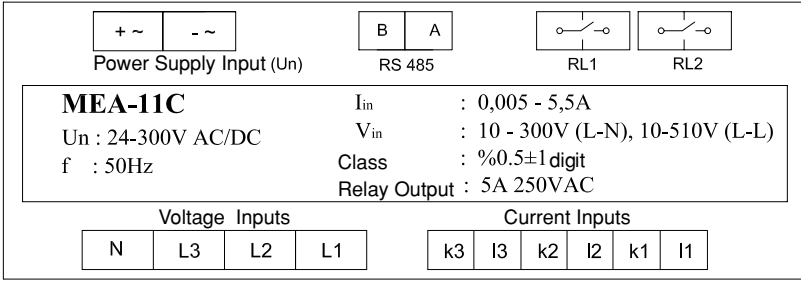 + ~ - ~ B A
Power Supply Input (Un) RS 485 RL1 RL2
MEA-11C
Un : 24-300V AC/DC
f : 50Hz
Iin : 0,005 - 5,5A
Vin : 10 - 300V (L-N), 10-510V (L-L)
Class : %0.5±1 digit
Relay Output : 5A 250VAC
Voltage Inputs Current Inputs
N L3 L2 L1 k3 l3 k2 l2 k1 l1